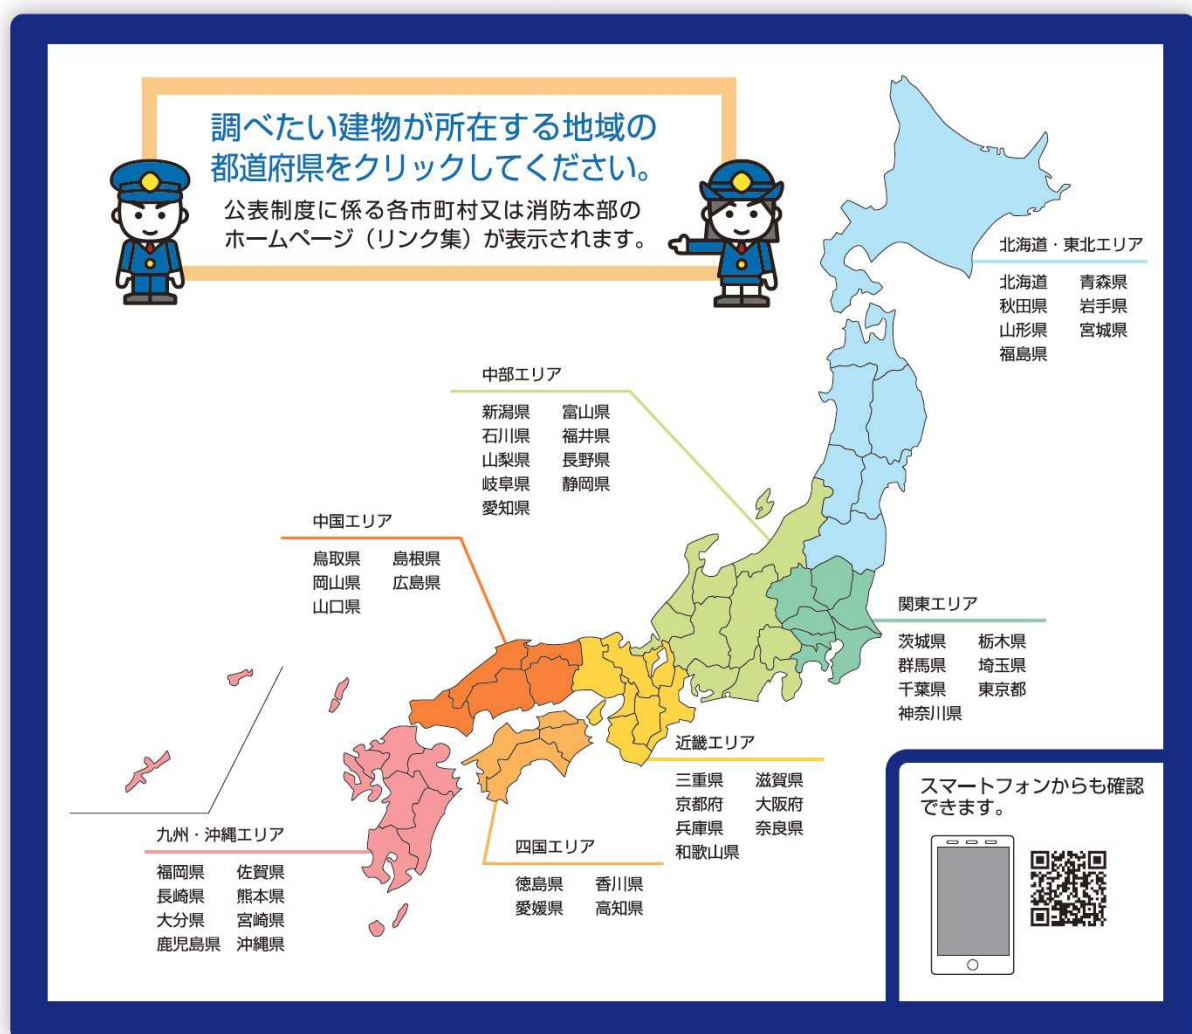 調べたい建物が所在する地域の
都道府県をクリックしてください。
公表制度に係る各市町村又は消防本部の
ホームページ（リンク集）が表示されます。
北海道・東北エリア
北海道 青森県
秋田県 岩手県
山形県 宮城県
福島県
中部エリア
新潟県 富山県
石川県 福井県
山梨県 長野県
岐阜県 静岡県
愛知県
中国エリア
鳥取県 島根県
岡山県 広島県
山口県
関東エリア
茨城県 栃木県
群馬県 埼玉県
千葉県 東京都
神奈川県
近畿エリア
三重県 滋賀県
京都府 大阪府
兵庫県 奈良県
和歌山県
四国エリア
徳島県 香川県
愛媛県 高知県
九州・沖縄エリア
福岡県 佐賀県
長崎県 熊本県
大分県 宮崎県
鹿児島県 沖縄県
スマートフォンからも確認
できます。